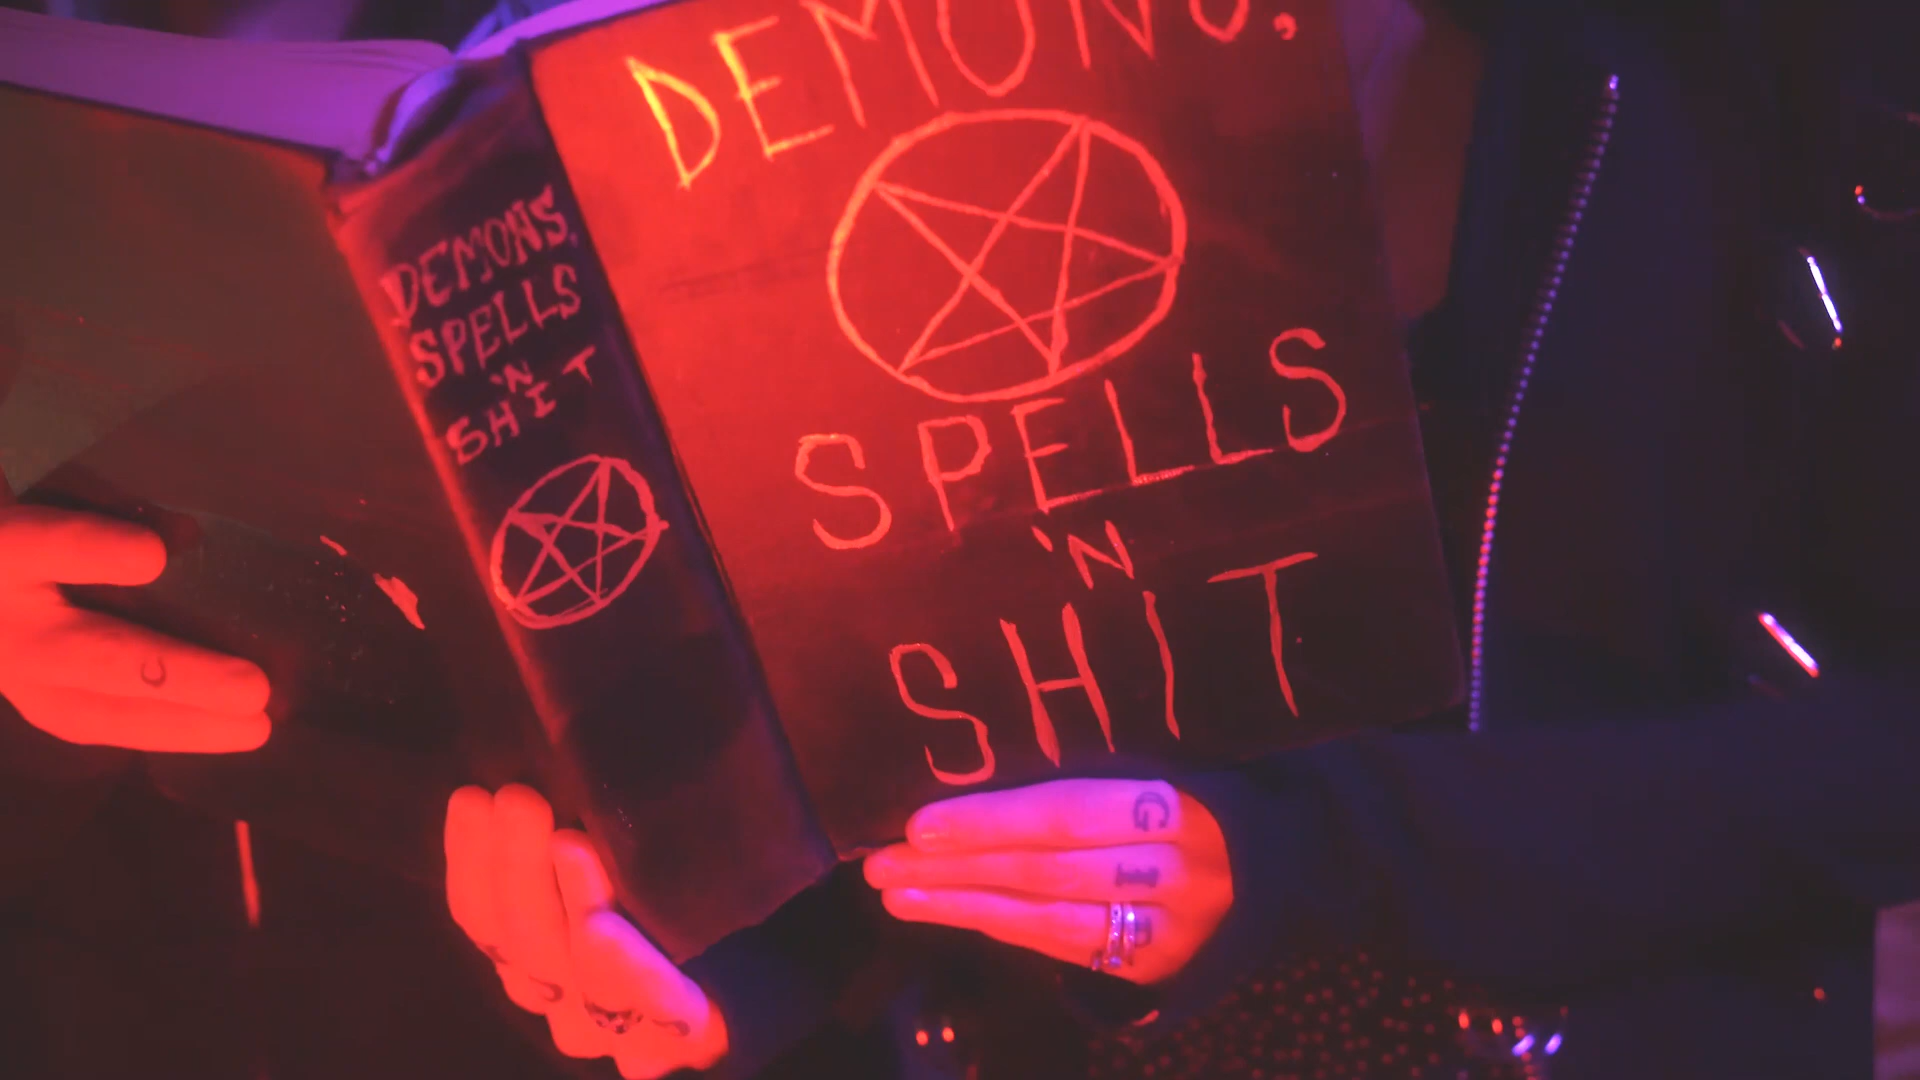 DEMONS,
SPELLS
'N
SHIT
DEMONS,
SPELLS
'N
SHIT
C
G
I